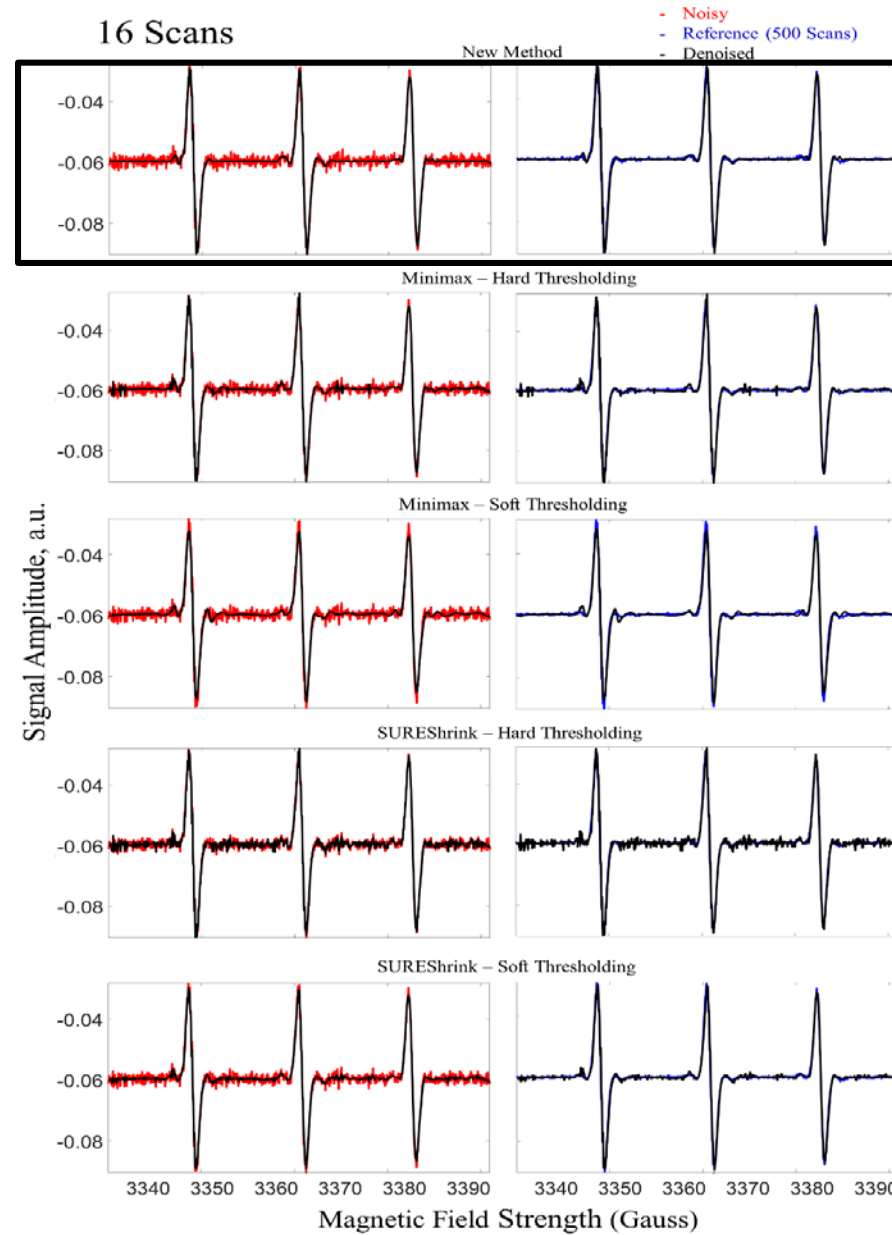 16 Scans
- Noisy
- Reference (500 Scans)
- Denoised
New Method
-0.04
-0.06
-0.08
Minimax – Hard Thresholding
-0.04
-0.06
-0.08
Minimax – Soft Thresholding
-0.04
-0.06
-0.08
SUREShrink – Hard Thresholding
-0.04
-0.06
-0.08
SUREShrink – Soft Thresholding
-0.04
-0.06
-0.08
Signal Amplitude, a.u.
3340 3350 3360 3370 3380 3390 3340 3350 3360 3370 3380 3390
Magnetic Field Strength (Gauss)